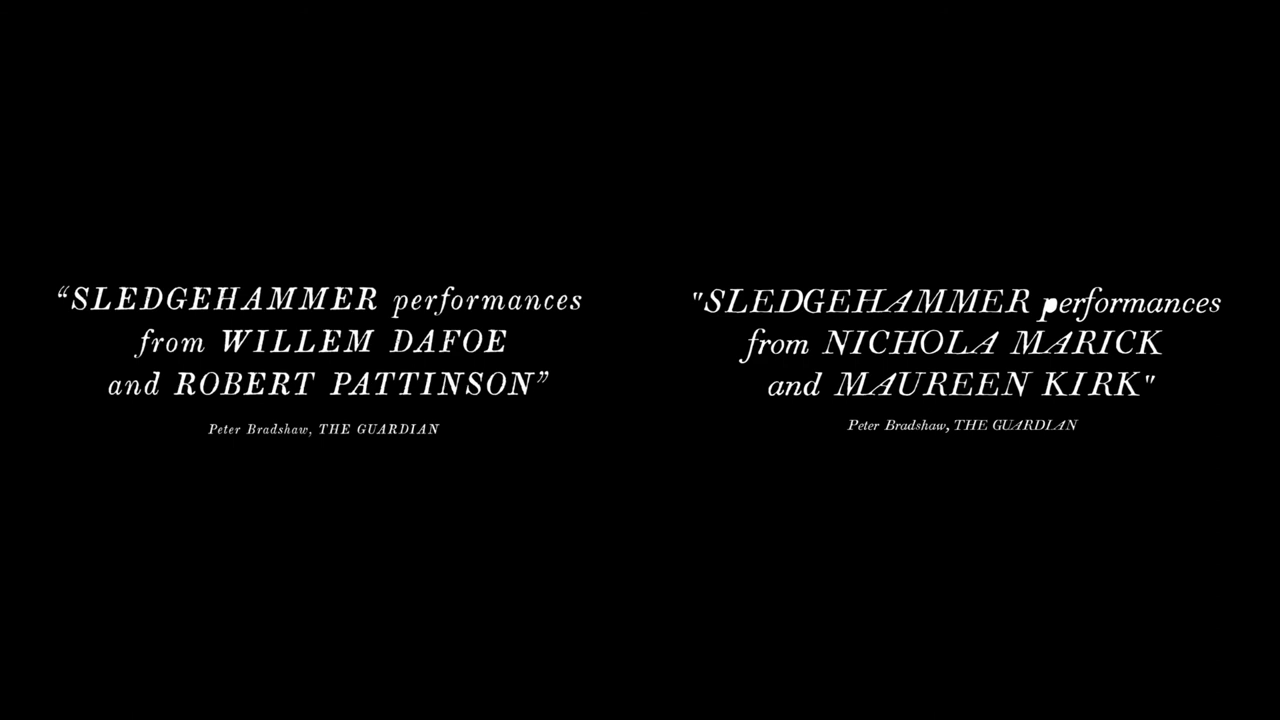 “SLEDGEHAMMER performances
from WILLEM DAFOE
and ROBERT PATTINSON”
Peter Bradshaw, THE GUARDIAN
"SLEDGEHAMMER performances
from NICHOLA MARICK
and MAUREEN KIRK"
Peter Bradshaw, THE GUARDIAN